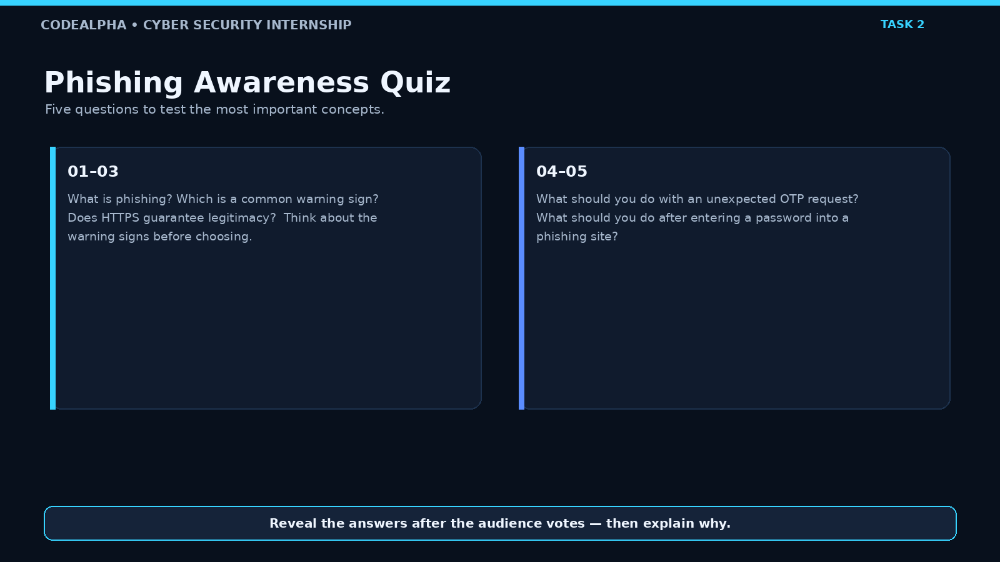 CODEALPHA • CYBER SECURITY INTERNSHIP
TASK 2
Phishing Awareness Quiz
Five questions to test the most important concepts.
01–03
What is phishing? Which is a common warning sign?
Does HTTPS guarantee legitimacy?  Think about the
warning signs before choosing.
04–05
What should you do with an unexpected OTP request?
What should you do after entering a password into a
phishing site?
Reveal the answers after the audience votes — then explain why.